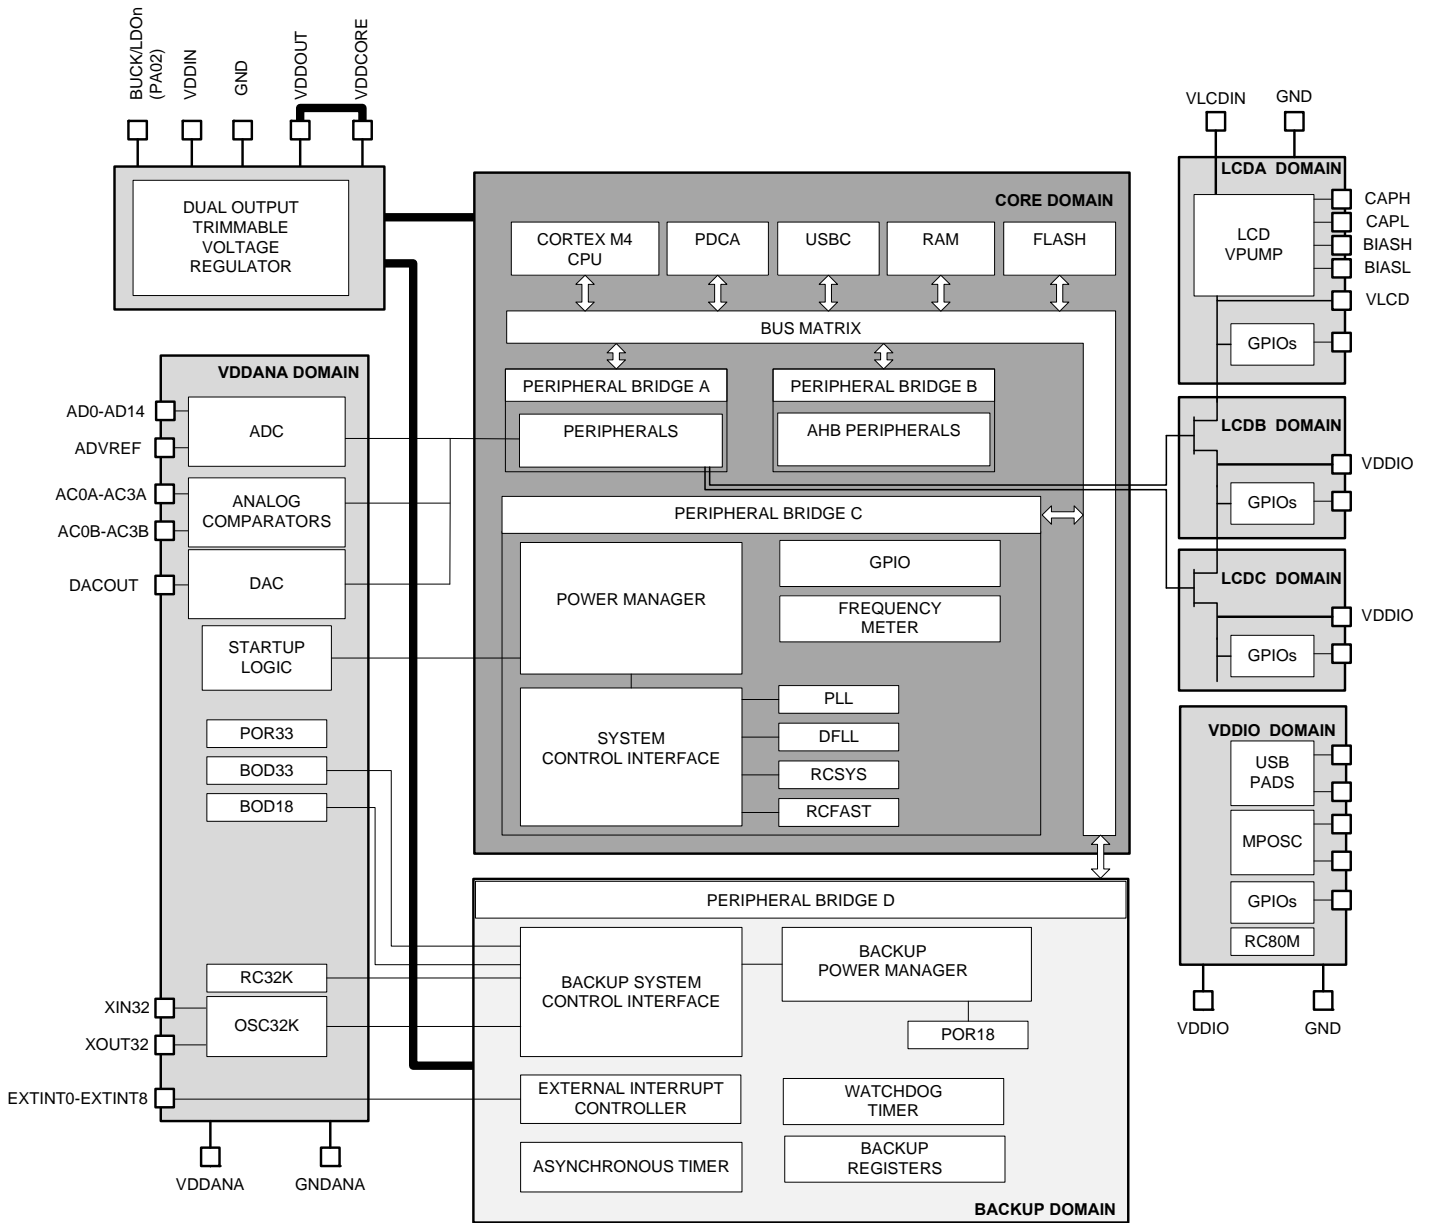 BUCK/LDOn
(PA02)
VDDIN
GND
VDDOUT
VDDCORE
DUAL OUTPUT
TRIMMABLE
VOLTAGE
REGULATOR
CORE DOMAIN
CORTEX M4
CPU
PDCA
USBC
RAM
FLASH
BUS MATRIX
PERIPHERAL BRIDGE A
PERIPHERALS
PERIPHERAL BRIDGE B
AHB PERIPHERALS
PERIPHERAL BRIDGE C
POWER MANAGER
GPIO
FREQUENCY
METER
SYSTEM
CONTROL INTERFACE
PLL
DFLL
RCSYS
RCFAST
VDDANA DOMAIN
AD0-AD14
ADVREF
ADC
AC0A-AC3A
AC0B-AC3B
ANALOG
COMPARATORS
DACOUT
DAC
STARTUP
LOGIC
POR33
BOD33
BOD18
RC32K
XIN32
XOUT32
OSC32K
EXTINT0-EXTINT8
VDDANA
GNDANA
PERIPHERAL BRIDGE D
BACKUP SYSTEM
CONTROL INTERFACE
BACKUP
POWER MANAGER
POR18
EXTERNAL INTERRUPT
CONTROLLER
WATCHDOG
TIMER
ASYNCHRONOUS TIMER
BACKUP
REGISTERS
BACKUP DOMAIN
VLCDIN
GND
LCDA DOMAIN
LCD
VPUMP
CAPH
CAPL
BIASH
BIASL
VLCD
GPIOs
LCDB DOMAIN
VDDIO
GPIOs
LCDC DOMAIN
VDDIO
GPIOs
VDDIO DOMAIN
USB
PADS
MPOSC
GPIOs
RC80M
VDDIO
GND